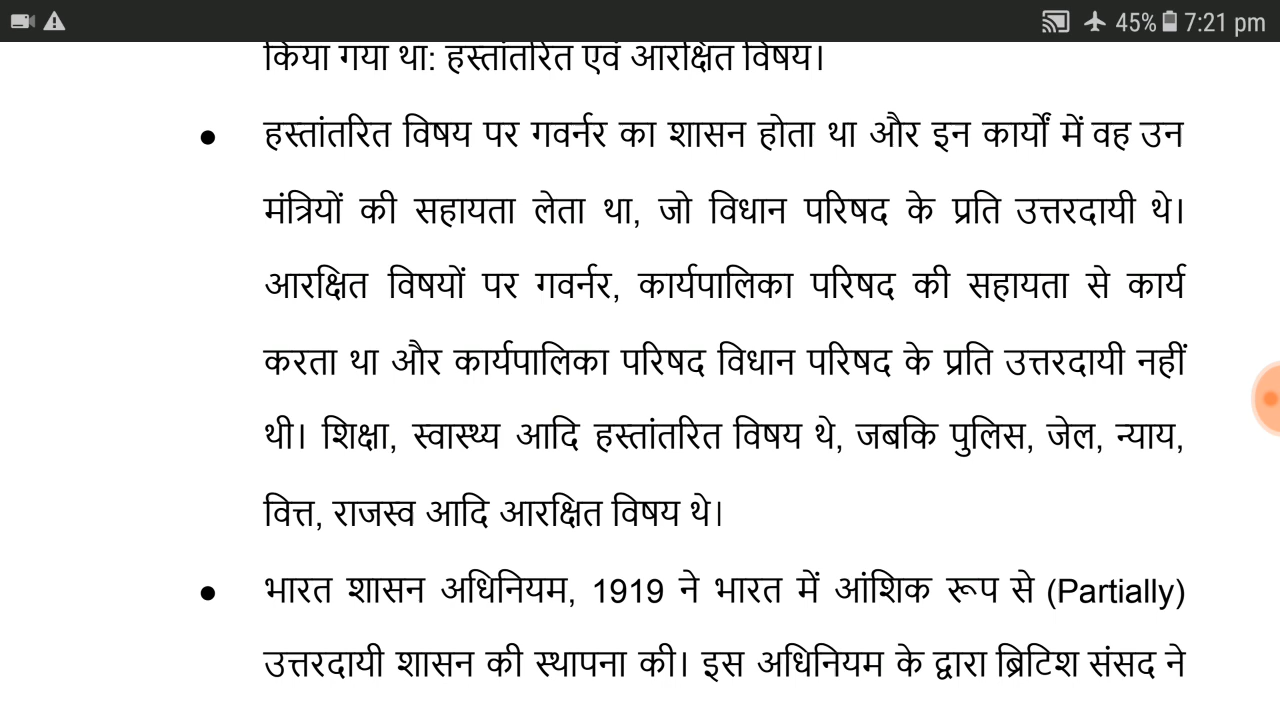 45% 7:21 pm
किया गया था: हस्तांतरित एवं आरक्षित विषय।
● हस्तांतरित विषय पर गवर्नर का शासन होता था और इन कार्यों में वह उन
मंत्रियों की सहायता लेता था, जो विधान परिषद के प्रति उत्तरदायी थे।
आरक्षित विषयों पर गवर्नर, कार्यपालिका परिषद की सहायता से कार्य
करता था और कार्यपालिका परिषद विधान परिषद के प्रति उत्तरदायी नहीं
थी। शिक्षा, स्वास्थ्य आदि हस्तांतरित विषय थे, जबकि पुलिस, जेल, न्याय,
वित्त, राजस्व आदि आरक्षित विषय थे।
● भारत शासन अधिनियम, 1919 ने भारत में आंशिक रूप से (Partially)
उत्तरदायी शासन की स्थापना की। इस अधिनियम के द्वारा ब्रिटिश संसद ने